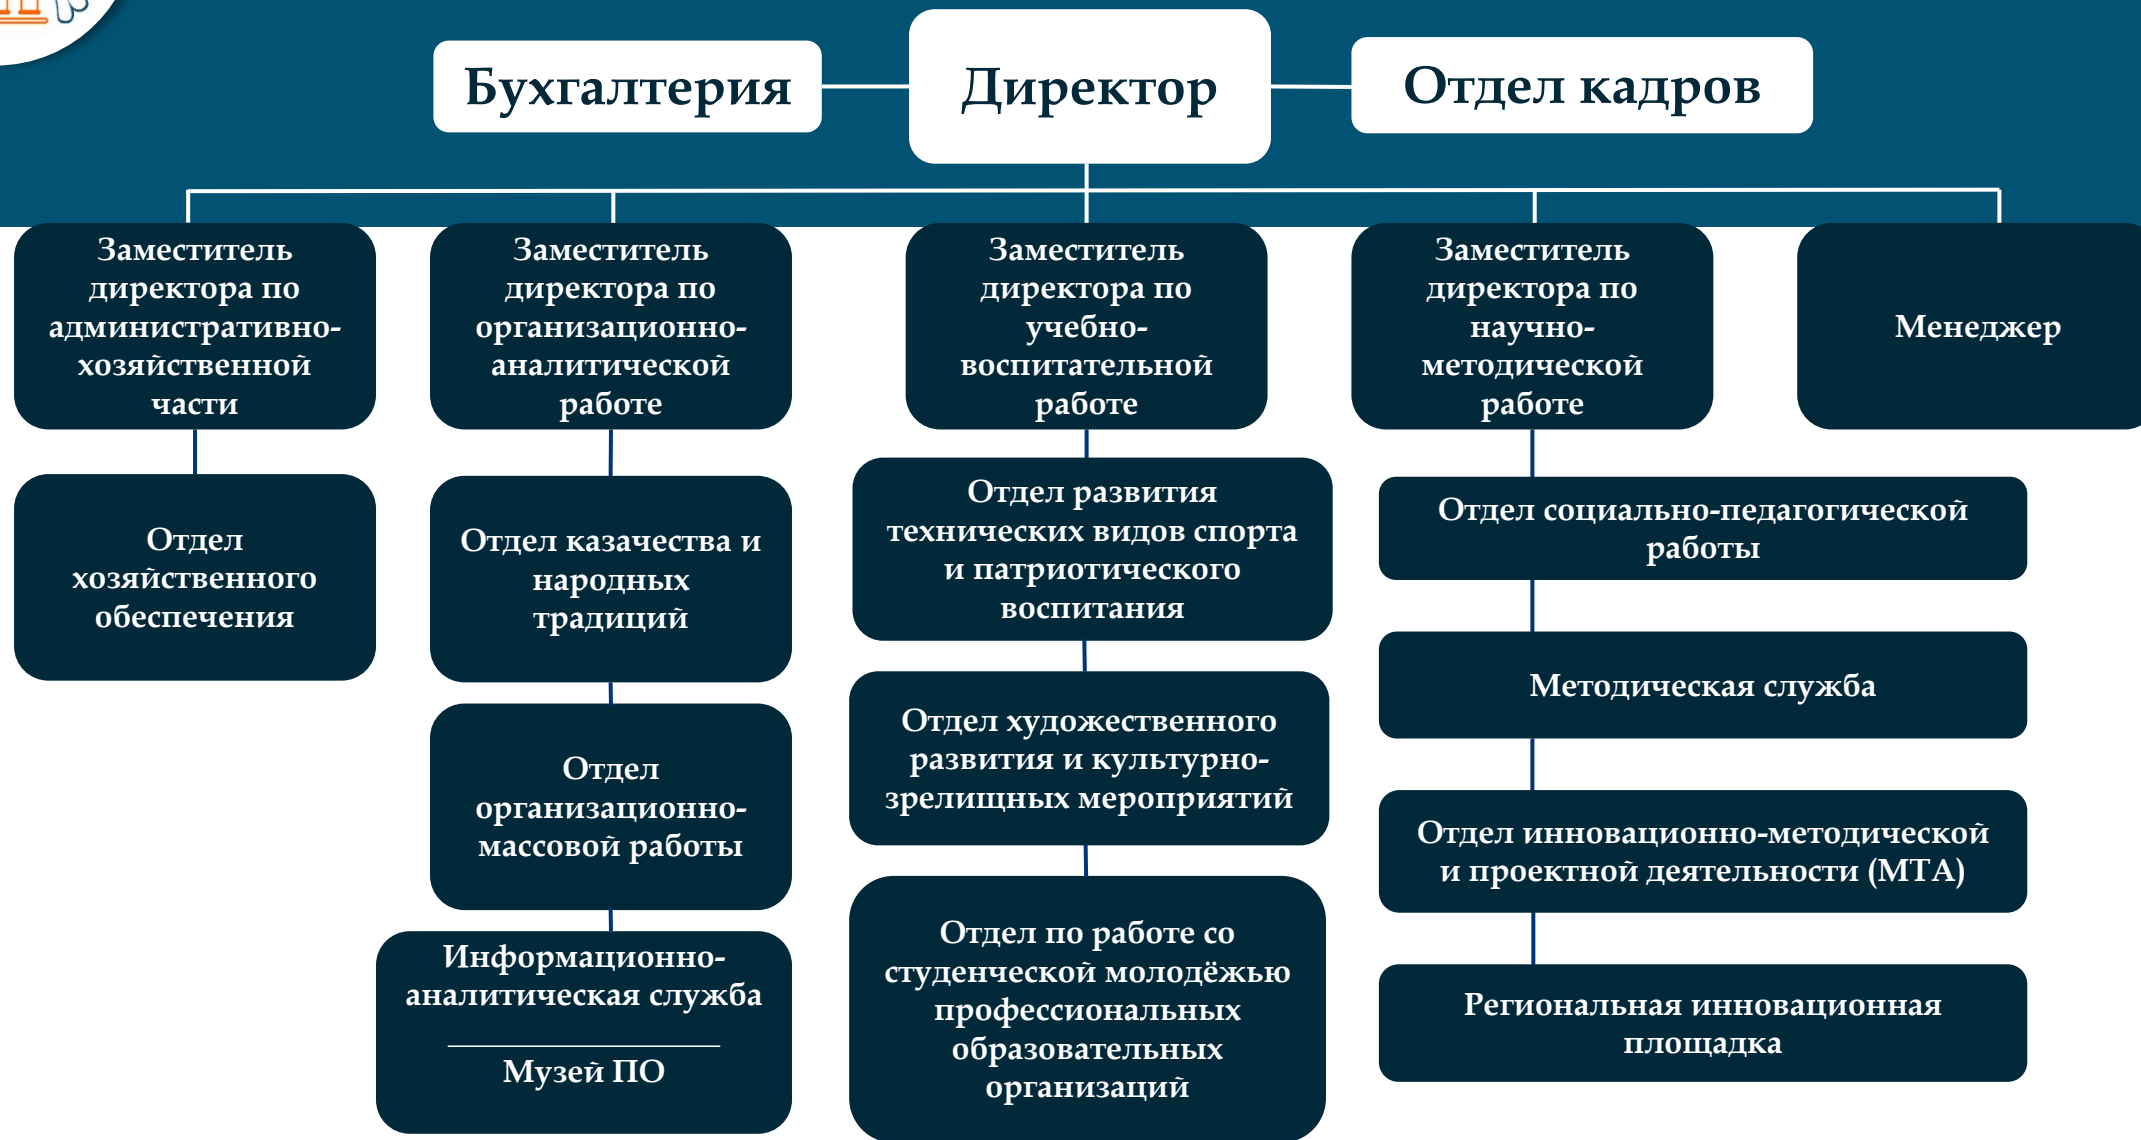 Бухгалтерия
Директор
Отдел кадров
Заместитель
директора по
административно-
хозяйственной
части
Заместитель
директора по
организационно-
аналитической
работе
Заместитель
директора по
учебно-
воспитательной
работе
Заместитель
директора по
научно-
методической
работе
Менеджер
Отдел
хозяйственного
обеспечения
Отдел казачества и
народных
традиций
Отдел
организационно-
массовой работы
Информационно-
аналитическая служба
Музей ПО
Отдел развития
технических видов спорта
и патриотического
воспитания
Отдел художественного
развития и культурно-
зрелищных мероприятий
Отдел по работе со
студенческой молодёжью
профессиональных
образовательных
организаций
Отдел социально-педагогической
работы
Методическая служба
Отдел инновационно-методической
и проектной деятельности (МТА)
Региональная инновационная
площадка